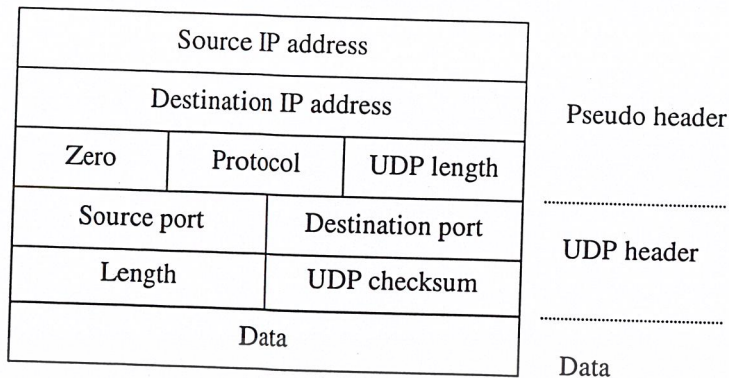 Source IP address
Destination IP address
Pseudo header
Zero Protocol UDP length
Source port Destination port
UDP header
Length UDP checksum
Data
Data